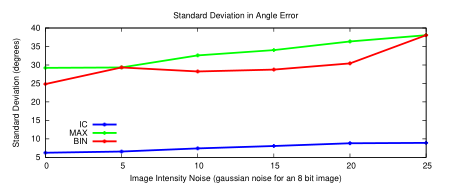 Standard Deviation in Angle Error
Standard Deviation (degrees)
40
35
30
25
20
15
10
5
IC
MAX
BIN
0 5 10 15 20 25
Image Intensity Noise (gaussian noise for an 8 bit image)